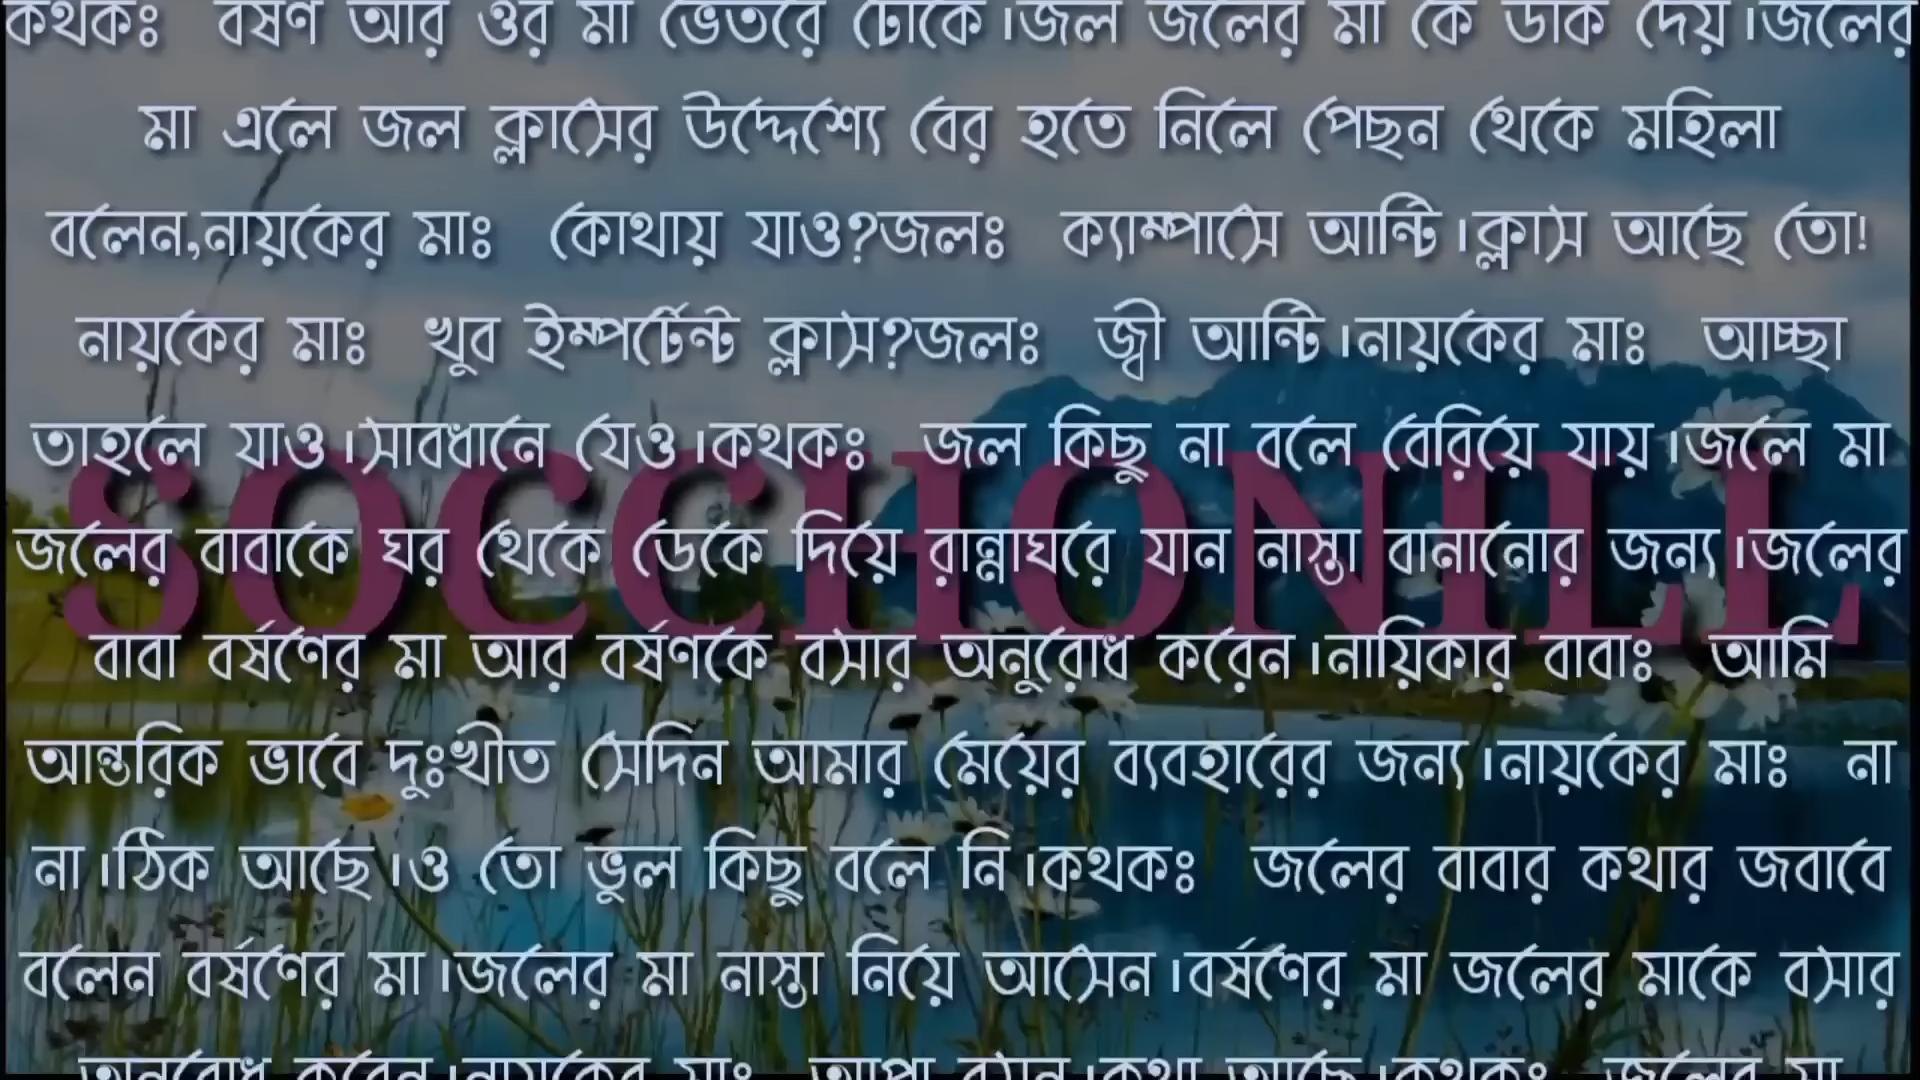 কথকঃ বর্ষণ আর ওর মা ভেতরে ঢোকে।জল জলের মা কে ডাক দেয়।জলের
মা এলে জল ক্লাসের উদ্দেশ্যে বের হতে নিলে পেছন থেকে মহিলা
বলেন,নায়কের মাঃ কোথায় যাও?জলঃ ক্যাম্পাসে আন্টি।ক্লাস আছে তো!
নায়কের মাঃ খুব ইম্পর্টেন্ট ক্লাস?জলঃ জ্বী আন্টি।নায়কের মাঃ আচ্ছা
তাহলে যাও।সাবধানে যেও।কথকঃ জল কিছু না বলে বেরিয়ে যায়।জলে মা
SOCCHONILL
জলের বাবাকে ঘর থেকে ডেকে দিয়ে রান্নাঘরে যান নাস্তা বানানোর জন্য।জলের
বাবা বর্ষণের মা আর বর্ষণকে বসার অনুরোধ করেন।নায়িকার বাবাঃ আমি
আন্তরিক ভাবে দুঃখীত সেদিন আমার মেয়ের ব্যবহারের জন্য।নায়কের মাঃ না
না।ঠিক আছে।ও তো ভুল কিছু বলে নি।কথকঃ জলের বাবার কথার জবাবে
বলেন বর্ষণের মা।জলের মা নাস্তা নিয়ে আসেন।বর্ষণের মা জলের মাকে বসার
অনুরোধ করেন।নায়কের মাঃ আপা বসুন।কথা আছে।কথকঃ জলের মা